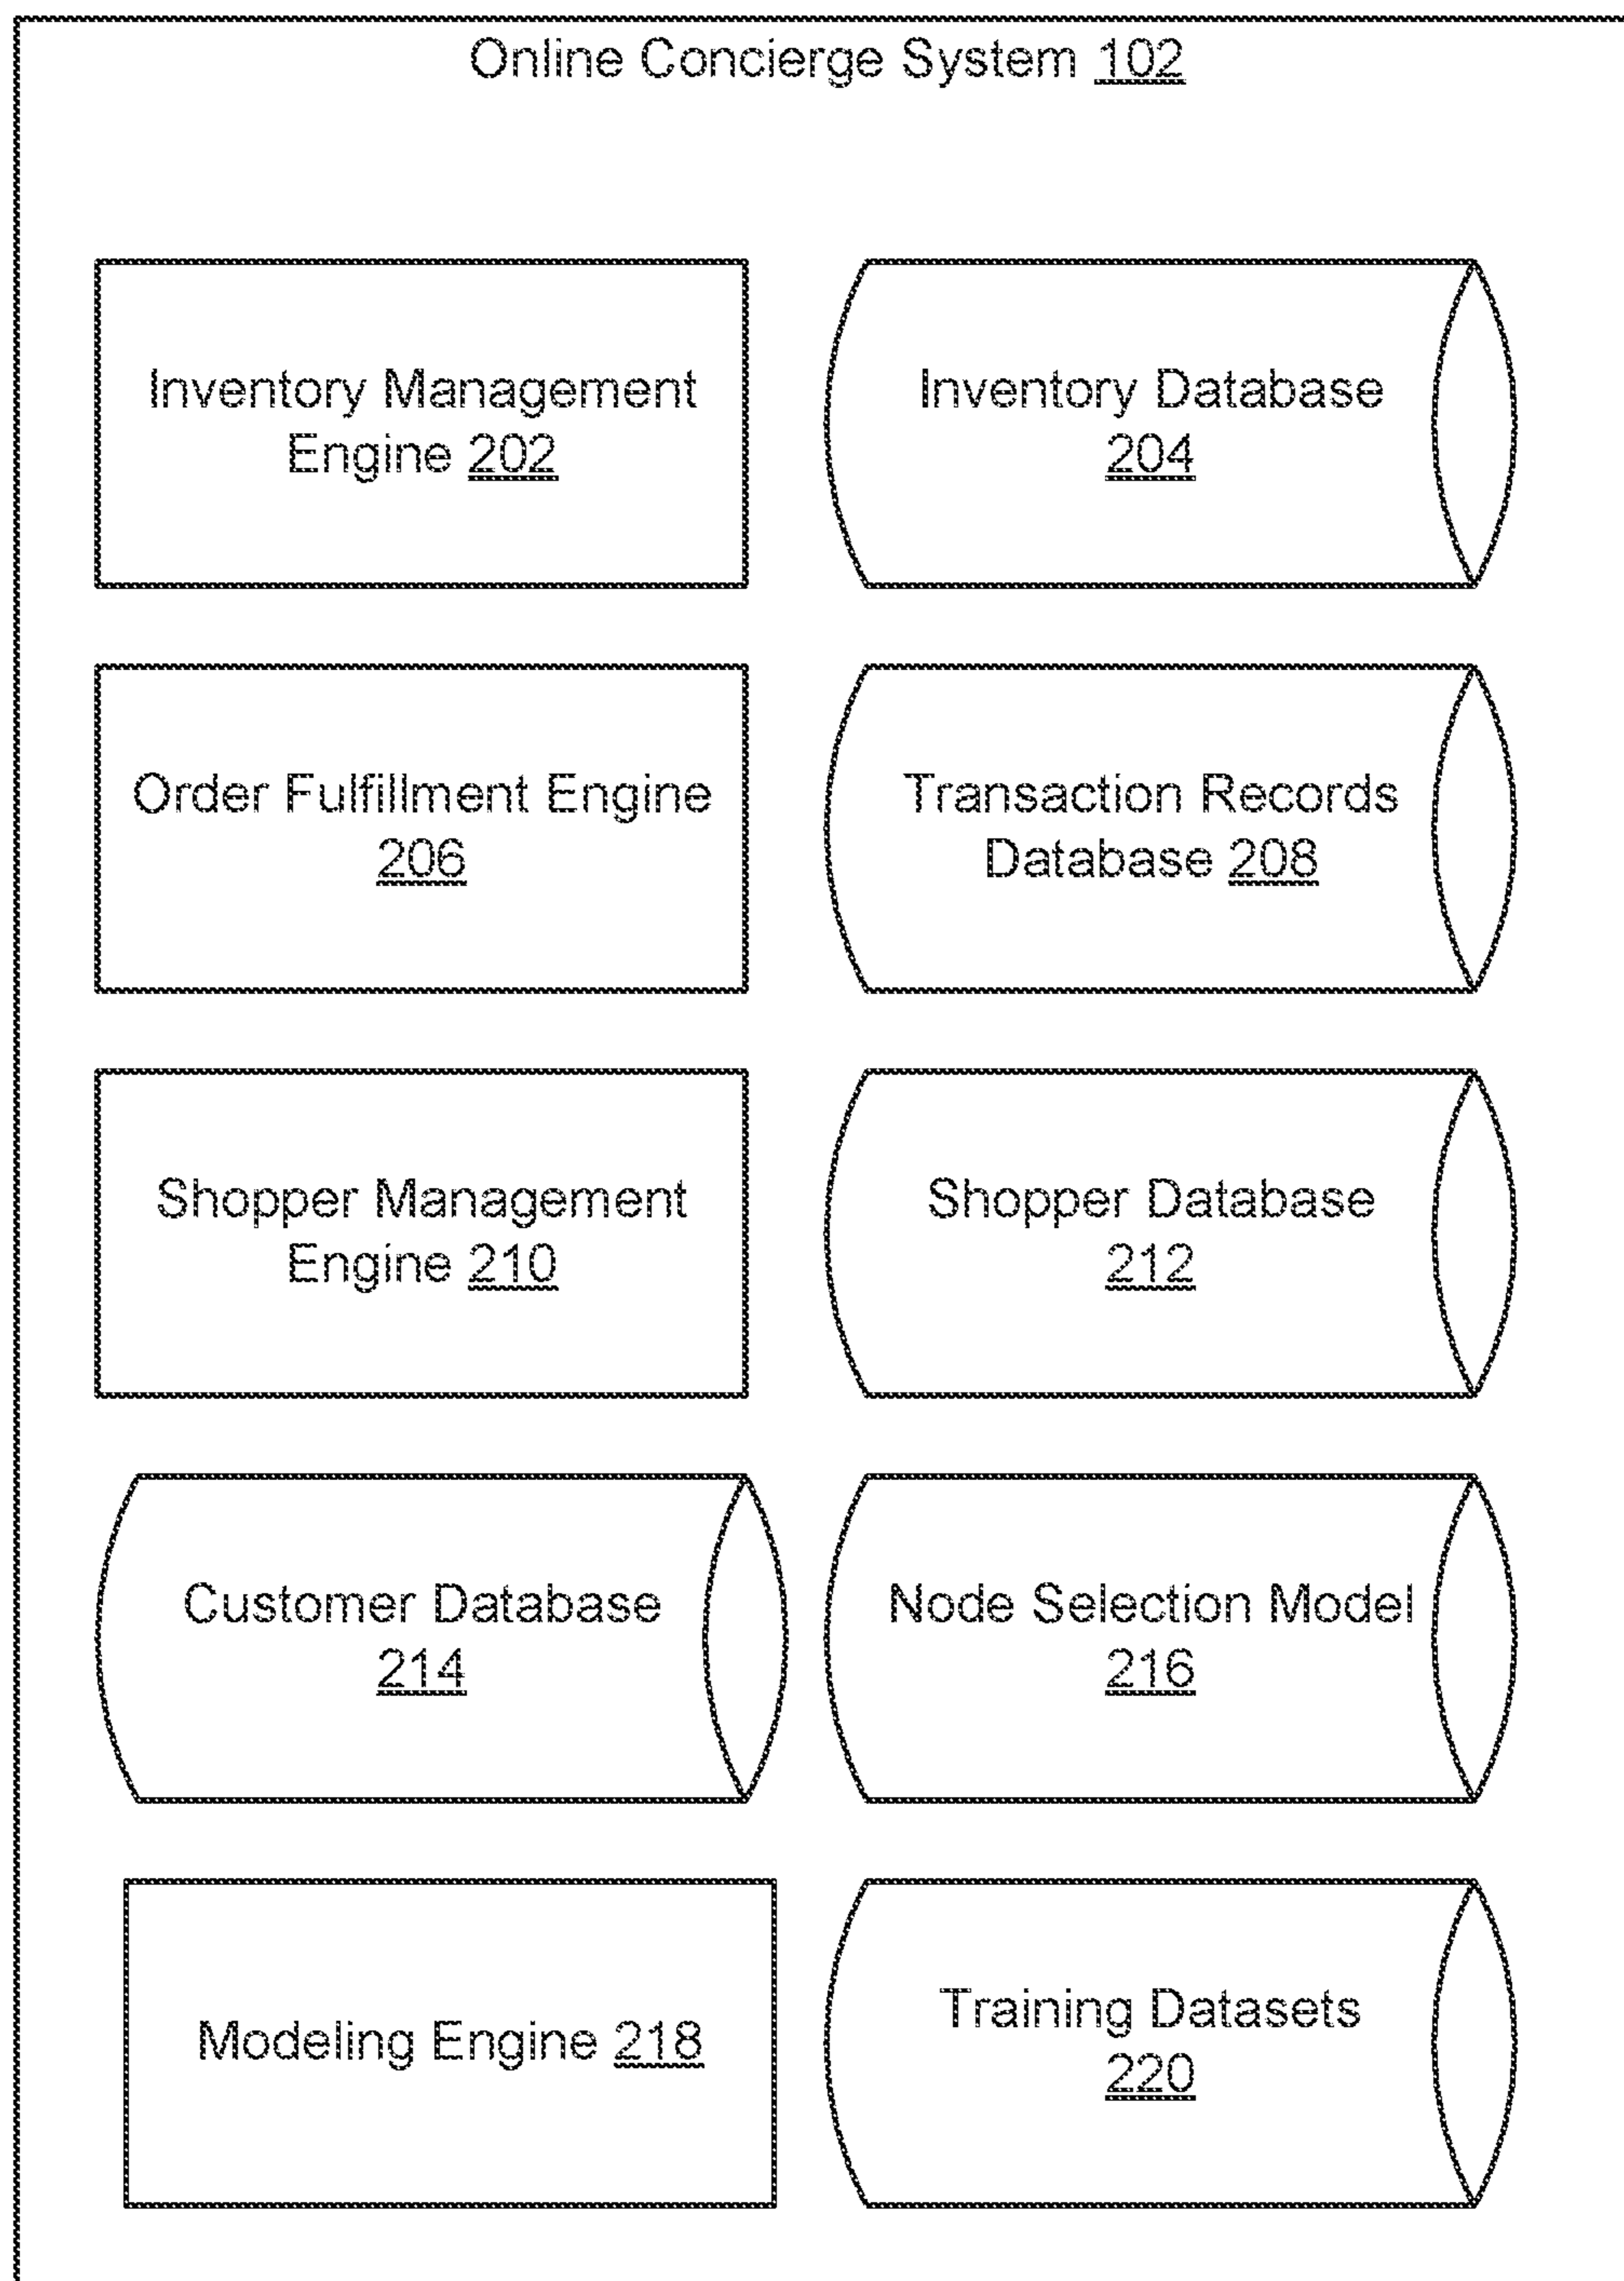 Online Concierge System 102
Inventory Management
Engine 202
Inventory Database
204
Order Fulfillment Engine
206
Transaction Records
Database 208
Shopper Management
Engine 210
Shopper Database
212
Customer Database
214
Node Selection Model
216
Modeling Engine 218
Training Datasets
220